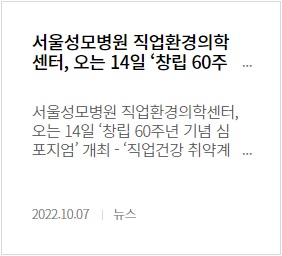 서울성모병원 직업환경의학
센터, 오는 14일 ‘창립 60주 ...
서울성모병원 직업환경의학센터,
오는 14일 ‘창립 60주년 기념 심
포지엄’ 개최 - ‘직업건강 취약계 ...
2022.10.07 | 뉴스